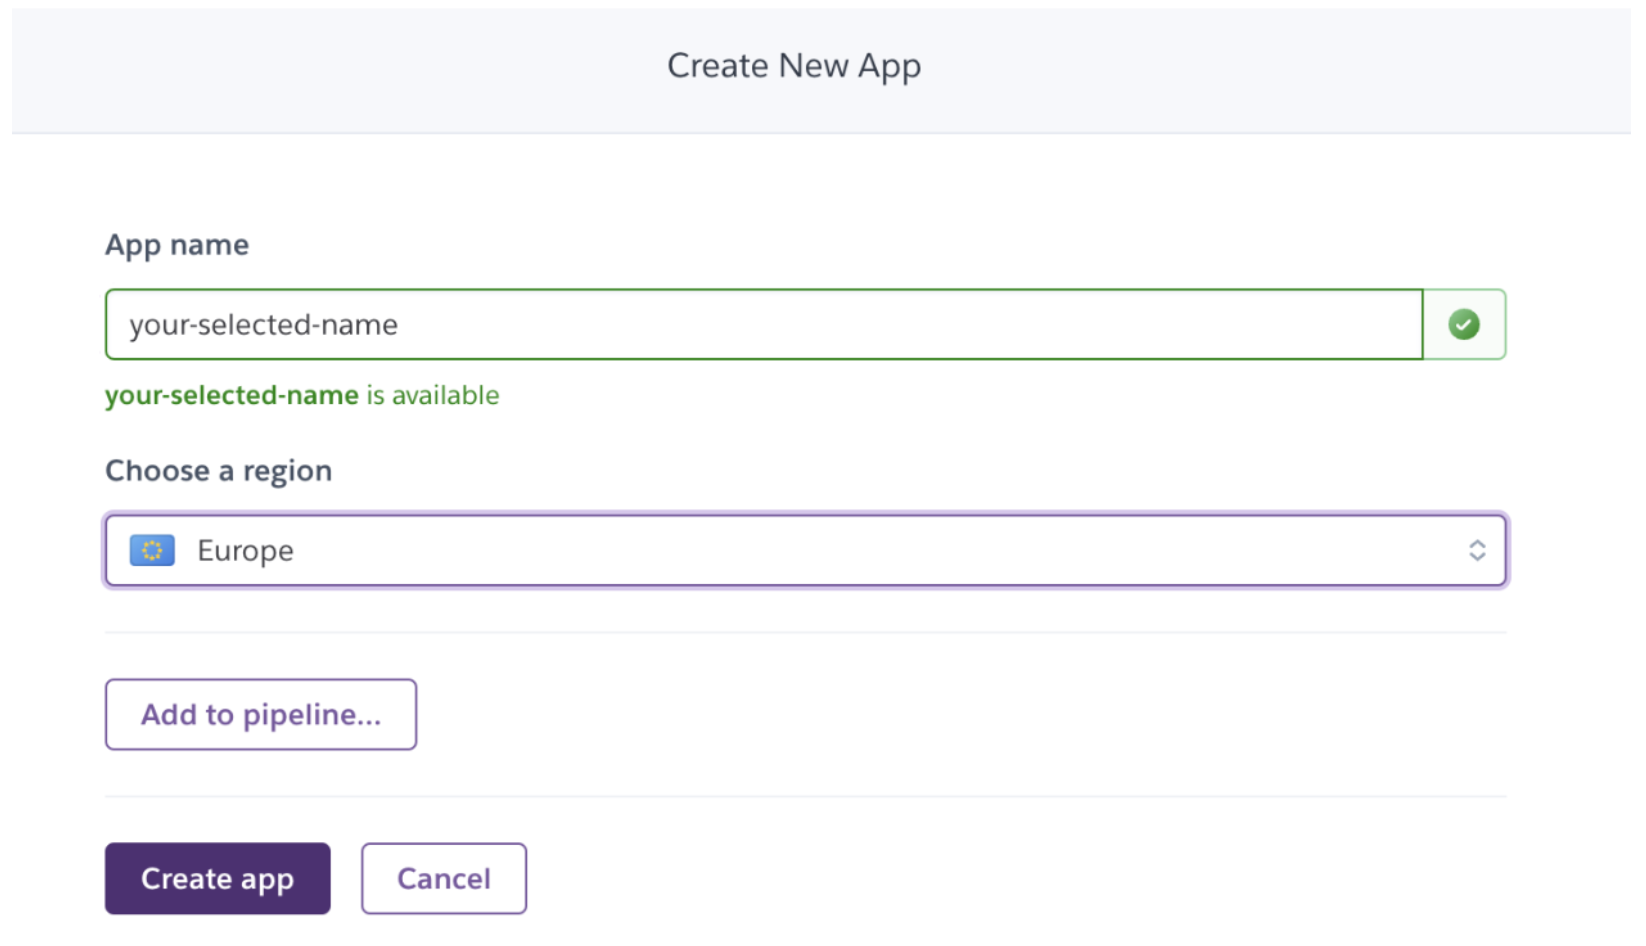 Create New App
App name
your-selected-name
your-selected-name is available
Choose a region
Europe
Add to pipeline...
Create app
Cancel